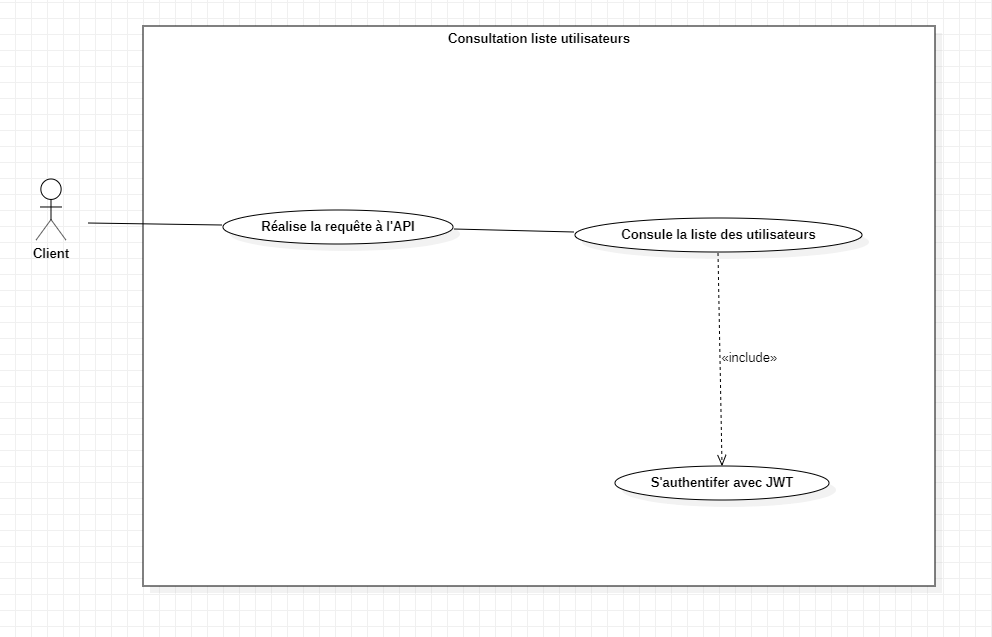 Consultation liste utilisateurs
Client
Réalise la requête à l'API
Consule la liste des utilisateurs
«include»
S'authentifer avec JWT